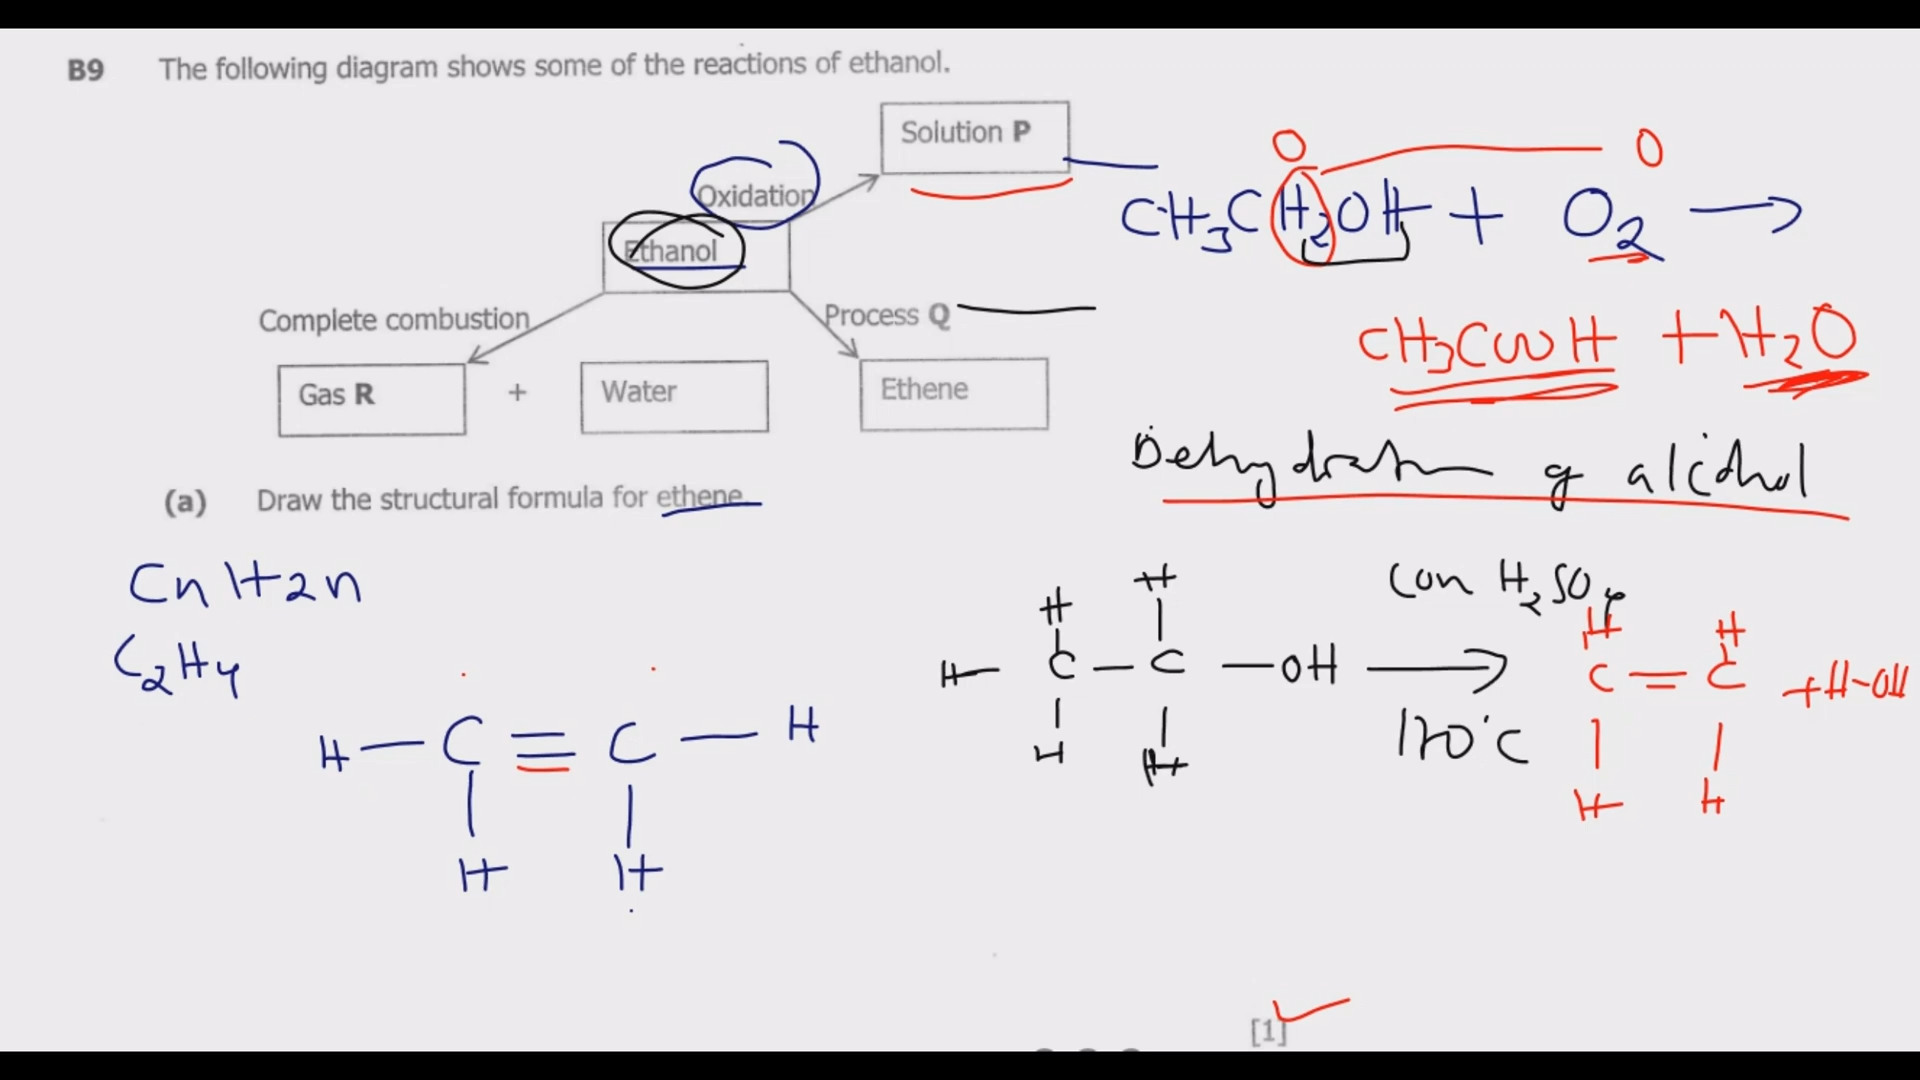 B9 The following diagram shows some of the reactions of ethanol.
Solution P
Oxidation
Ethanol
Complete combustion
Process Q
Gas R + Water
Ethene
CH₃CH₂OH + O₂ →
O O
CH₃COOH + H₂O
Dehydration of alcohol
(a) Draw the structural formula for ethene.
CnH2n
C₂H₄
H — C = C — H
H H
H H
H — C — C — OH →
H H
con H₂SO₄
170°C
H H
C = C + H-OH
H H
[1]